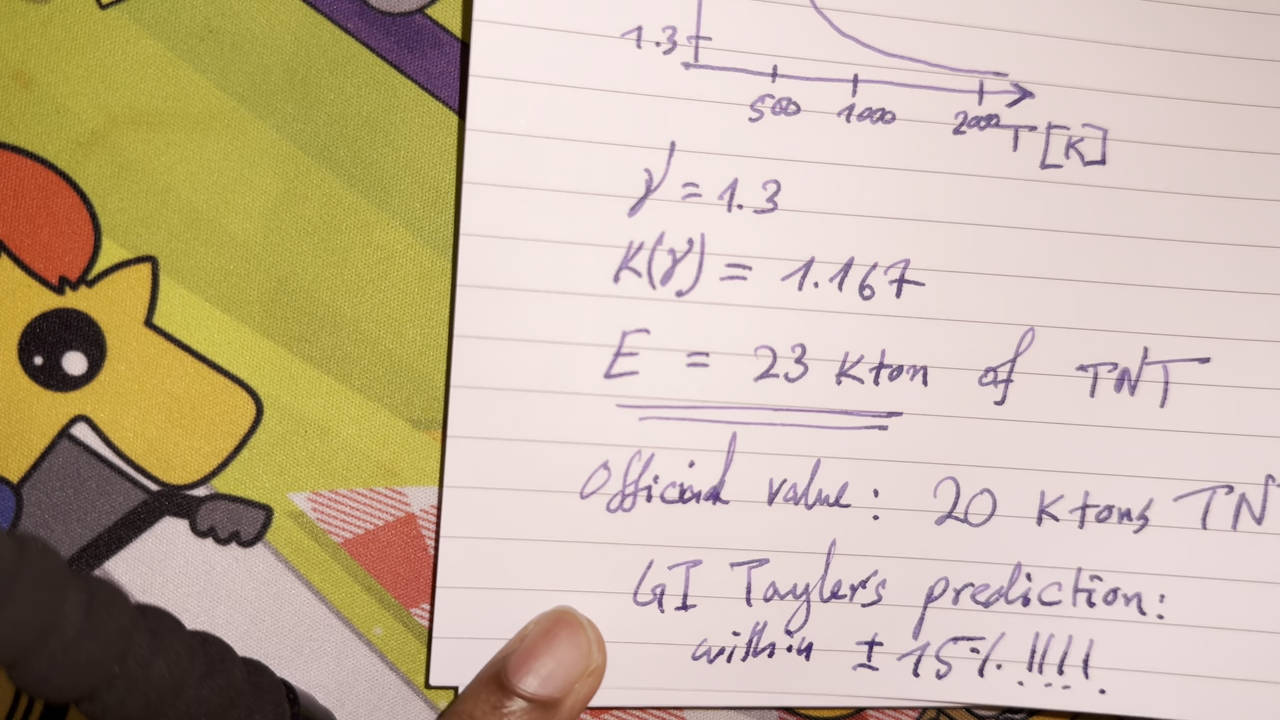 1.3
500 1000 2000 T [K]
γ = 1.3
K(γ) = 1.167
E = 23 Kton of TNT
Official value: 20 Ktons TN
GI Taylers prediction:
within ± 15% !!!!